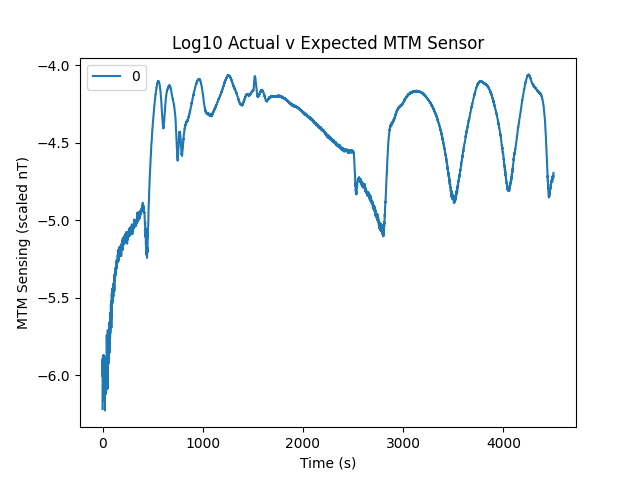 Log10 Actual v Expected MTM Sensor
0
−4.0
−4.5
−5.0
−5.5
−6.0
MTM Sensing (scaled nT)
0 1000 2000 3000 4000
Time (s)